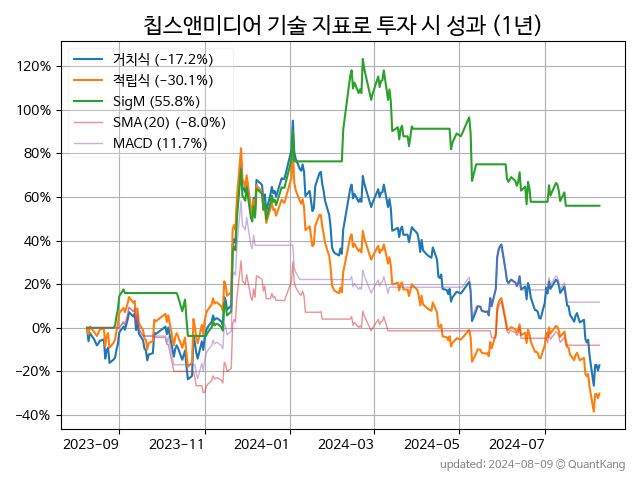 칩스앤미디어 기술 지표로 투자 시 성과 (1년)
거치식 (−17.2%)
적립식 (−30.1%)
SigM (55.8%)
SMA(20) (−8.0%)
MACD (11.7%)
120%
100%
80%
60%
40%
20%
0%
−20%
−40%
2023-09 2023-11 2024-01 2024-03 2024-05 2024-07
updated: 2024-08-09 © QuantKang